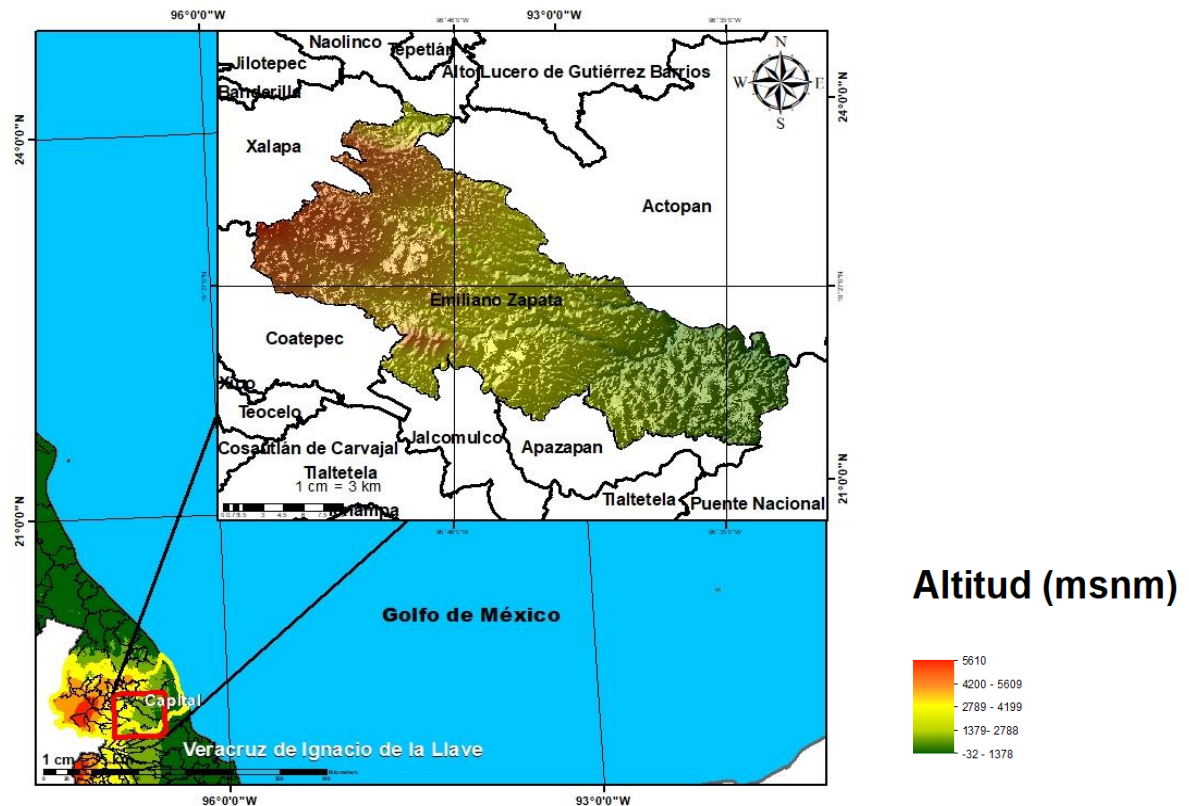 96°0'0"W
93°0'0"W
Naolinco
Tepetlán
Jilotepec
Alto Lucero de Gutiérrez Barrios
Banderilla
N
W E
S
24°0'0"N
24°0'0"N
Xalapa
Actopan
Emiliano Zapata
Coatepec
Xico
Teocelo
Jalcomulco
Cosautlán de Carvajal
Apazapan
Tlaltetela
1 cm = 3 km
Tlaltetela
Puente Nacional
21°0'0"N
21°0'0"N
Golfo de México
Capital
Veracruz de Ignacio de la Llave
1 cm
96°0'0"W
93°0'0"W
Altitud (msnm)
5610
4200 - 5609
2789 - 4199
1379- 2788
-32 - 1378